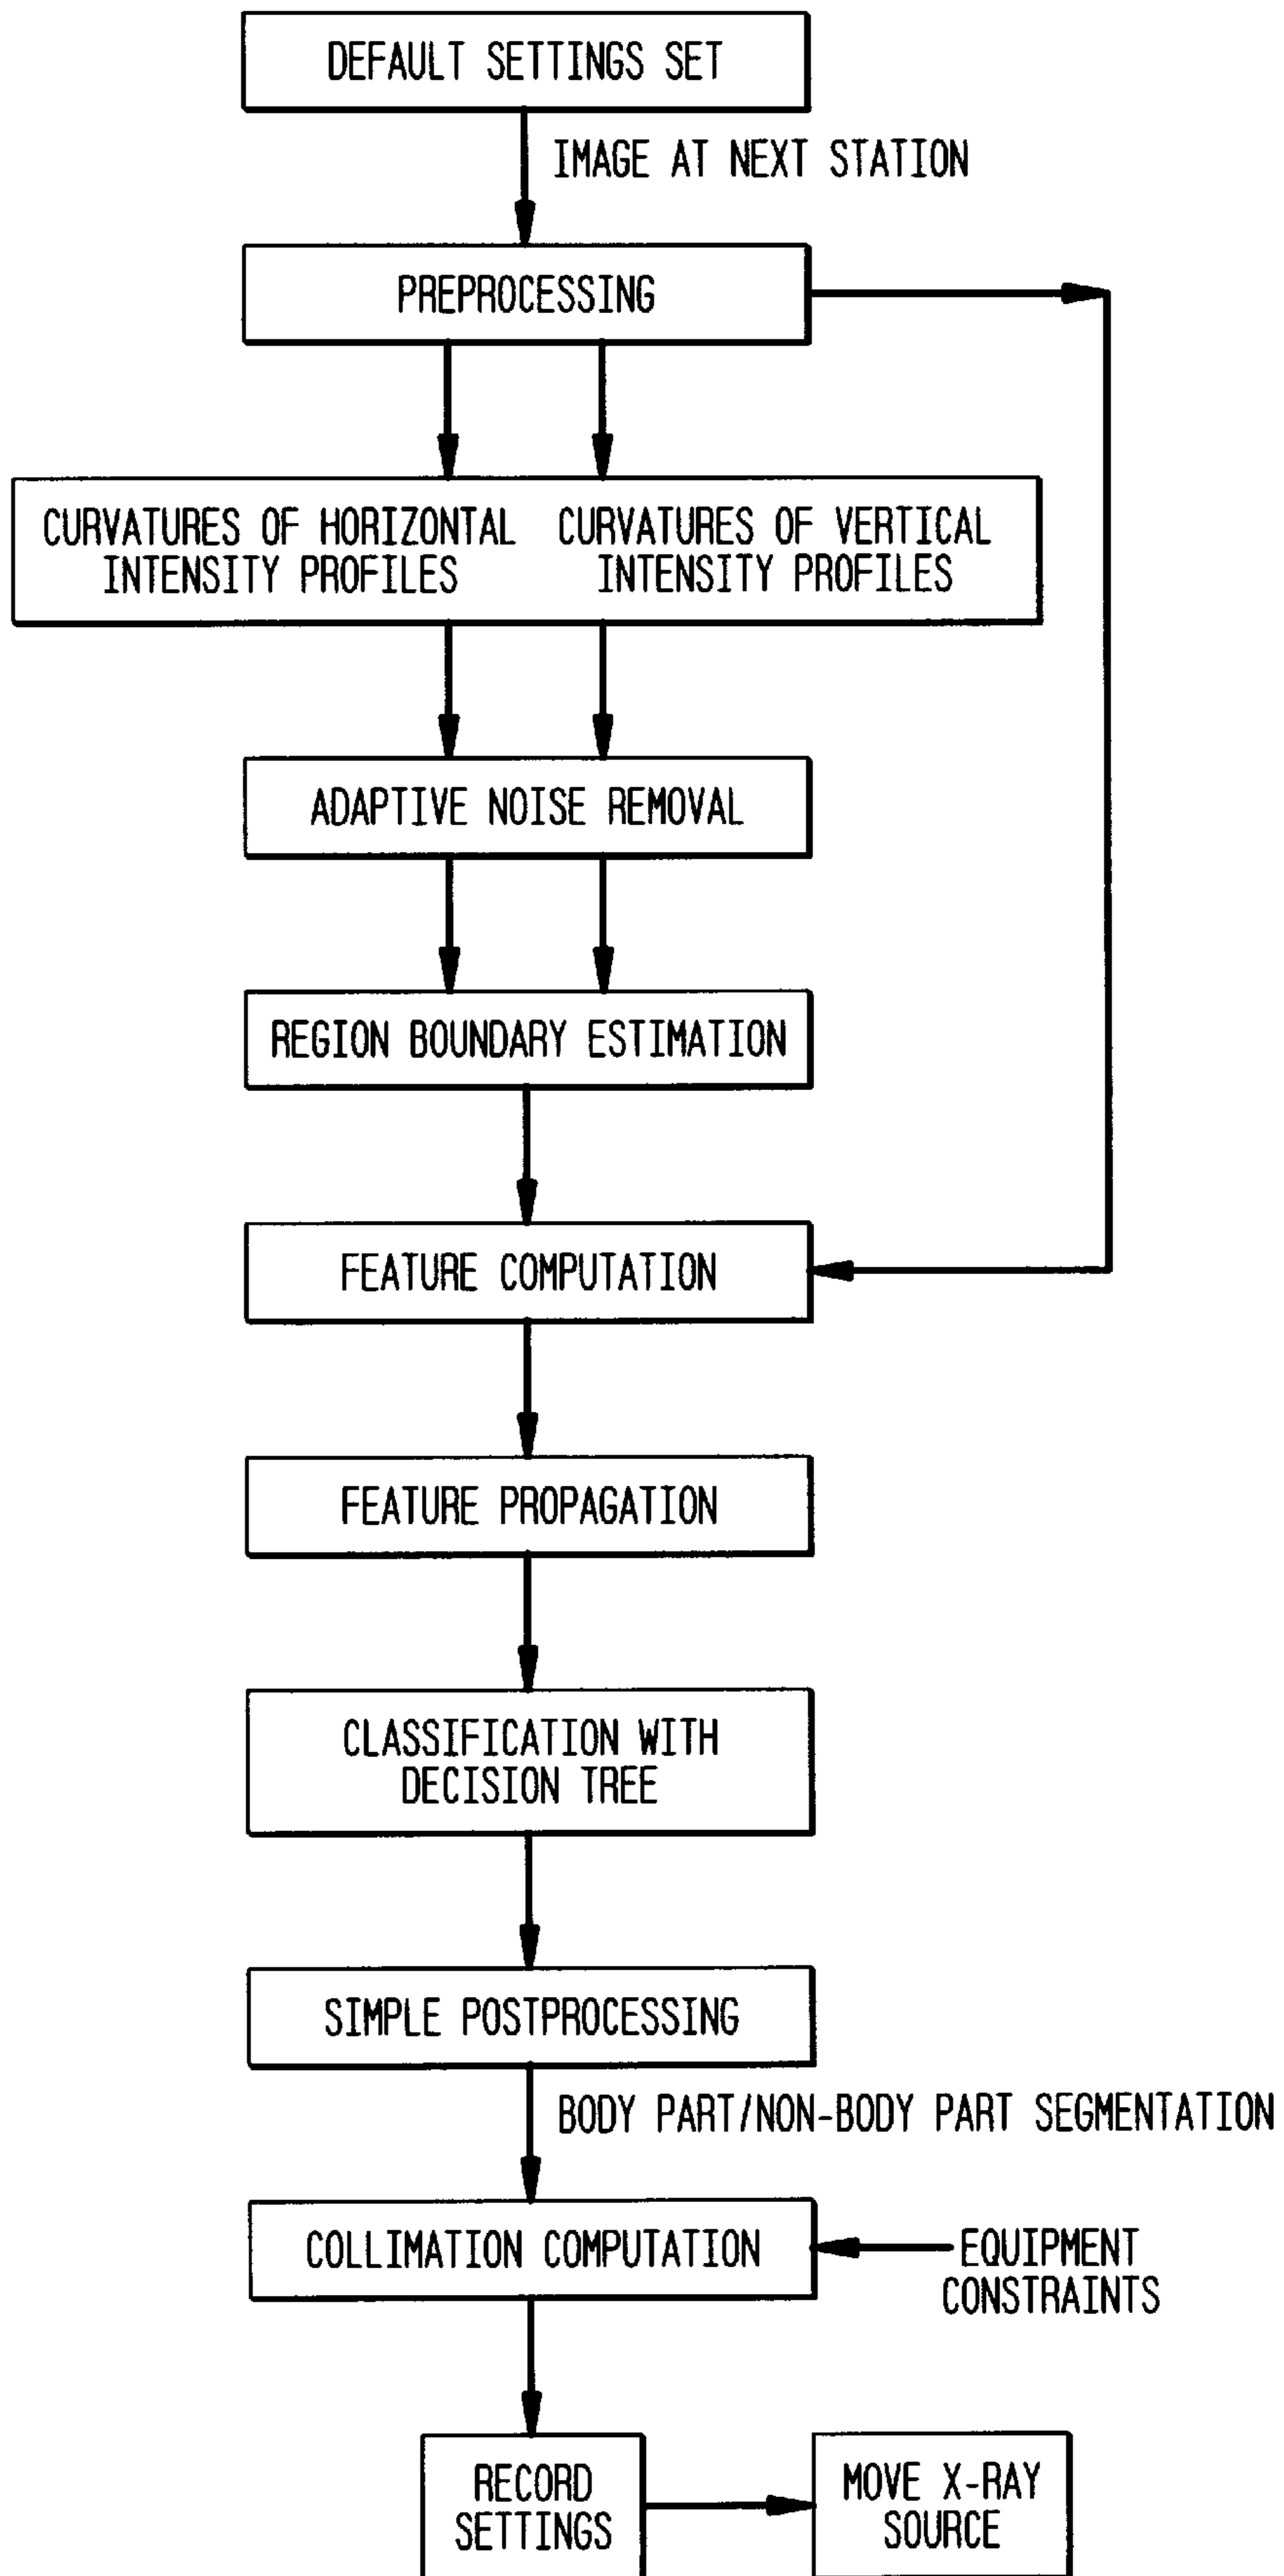 DEFAULT SETTINGS SET
IMAGE AT NEXT STATION
PREPROCESSING
CURVATURES OF HORIZONTAL
INTENSITY PROFILES
CURVATURES OF VERTICAL
INTENSITY PROFILES
ADAPTIVE NOISE REMOVAL
REGION BOUNDARY ESTIMATION
FEATURE COMPUTATION
FEATURE PROPAGATION
CLASSIFICATION WITH
DECISION TREE
SIMPLE POSTPROCESSING
BODY PART/NON-BODY PART SEGMENTATION
COLLIMATION COMPUTATION
EQUIPMENT
CONSTRAINTS
RECORD
SETTINGS
MOVE X-RAY
SOURCE